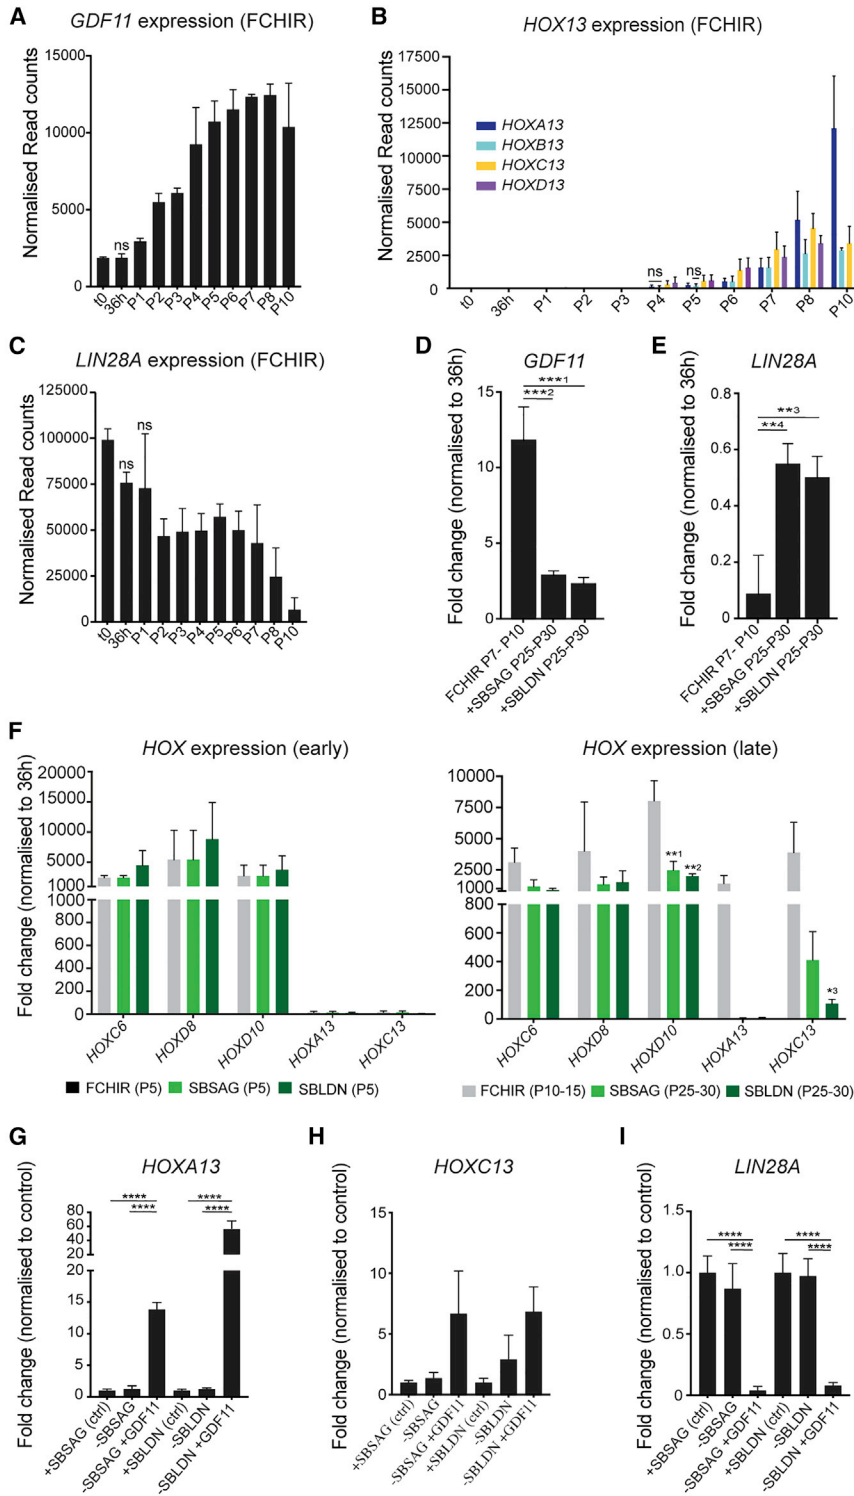 A
GDF11 expression (FCHIR)
Normalised Read counts
15000
10000
5000
0
ns
t0 36h P1 P2 P3 P4 P5 P6 P7 P8 P10
B
HOX13 expression (FCHIR)
Normalised Read counts
17500
15000
12500
10000
7500
5000
2500
0
HOXA13
HOXB13
HOXC13
HOXD13
ns ns
t0 36h P1 P2 P3 P4 P5 P6 P7 P8 P10
C
LIN28A expression (FCHIR)
Normalised Read counts
125000
100000
75000
50000
25000
0
ns ns
t0 36h P1 P2 P3 P4 P5 P6 P7 P8 P10
D
GDF11
Fold change (normalised to 36h)
15
10
5
0
***1
***2
FCHIR P7- P10
+SBSAG P25-P30
+SBLDN P25-P30
E
LIN28A
Fold change (normalised to 36h)
0.8
0.6
0.4
0.2
0
**3
**4
FCHIR P7- P10
+SBSAG P25-P30
+SBLDN P25-P30
F
HOX expression (early)
Fold change (normalised to 36h)
20000
15000
10000
5000
1000
1000
800
600
400
200
0
HOXC6 HOXD8 HOXD10 HOXA13 HOXC13
FCHIR (P5) SBSAG (P5) SBLDN (P5)
HOX expression (late)
10000
7500
5000
2500
1000
800
600
400
200
0
**1
**2
*3
HOXC6 HOXD8 HOXD10 HOXA13 HOXC13
FCHIR (P10-15) SBSAG (P25-30) SBLDN (P25-30)
G
HOXA13
Fold change (normalised to control)
80
60
40
20
20
15
10
5
0
**** ****
**** ****
+SBSAG (ctrl)
-SBSAG
-SBSAG +GDF11
+SBLDN (ctrl)
-SBLDN
-SBLDN +GDF11
H
HOXC13
Fold change (normalised to control)
15
10
5
0
+SBSAG (ctrl)
-SBSAG
-SBSAG +GDF11
+SBLDN (ctrl)
-SBLDN
-SBLDN +GDF11
I
LIN28A
Fold change (normalised to control)
1.5
1.0
0.5
0
**** ****
**** ****
+SBSAG (ctrl)
-SBSAG
-SBSAG +GDF11
+SBLDN (ctrl)
-SBLDN
-SBLDN +GDF11